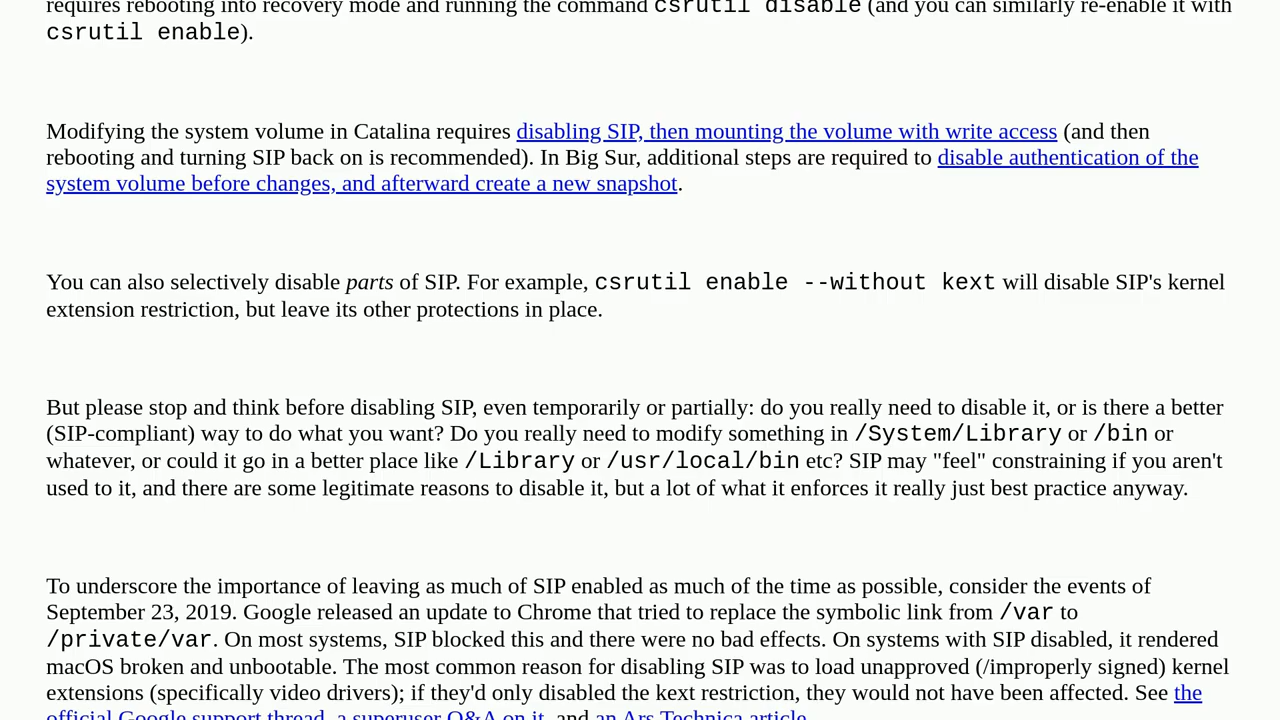 requires rebooting into recovery mode and running the command csrutil disable (and you can similarly re-enable it with
csrutil enable).
Modifying the system volume in Catalina requires disabling SIP, then mounting the volume with write access (and then
rebooting and turning SIP back on is recommended). In Big Sur, additional steps are required to disable authentication of the
system volume before changes, and afterward create a new snapshot.
You can also selectively disable parts of SIP. For example, csrutil enable --without kext will disable SIP's kernel
extension restriction, but leave its other protections in place.
But please stop and think before disabling SIP, even temporarily or partially: do you really need to disable it, or is there a better
(SIP-compliant) way to do what you want? Do you really need to modify something in /System/Library or /bin or
whatever, or could it go in a better place like /Library or /usr/local/bin etc? SIP may "feel" constraining if you aren't
used to it, and there are some legitimate reasons to disable it, but a lot of what it enforces it really just best practice anyway.
To underscore the importance of leaving as much of SIP enabled as much of the time as possible, consider the events of
September 23, 2019. Google released an update to Chrome that tried to replace the symbolic link from /var to
/private/var. On most systems, SIP blocked this and there were no bad effects. On systems with SIP disabled, it rendered
macOS broken and unbootable. The most common reason for disabling SIP was to load unapproved (/improperly signed) kernel
extensions (specifically video drivers); if they'd only disabled the kext restriction, they would not have been affected. See the
official Google support thread, a superuser Q&A on it, and an Ars Technica article.